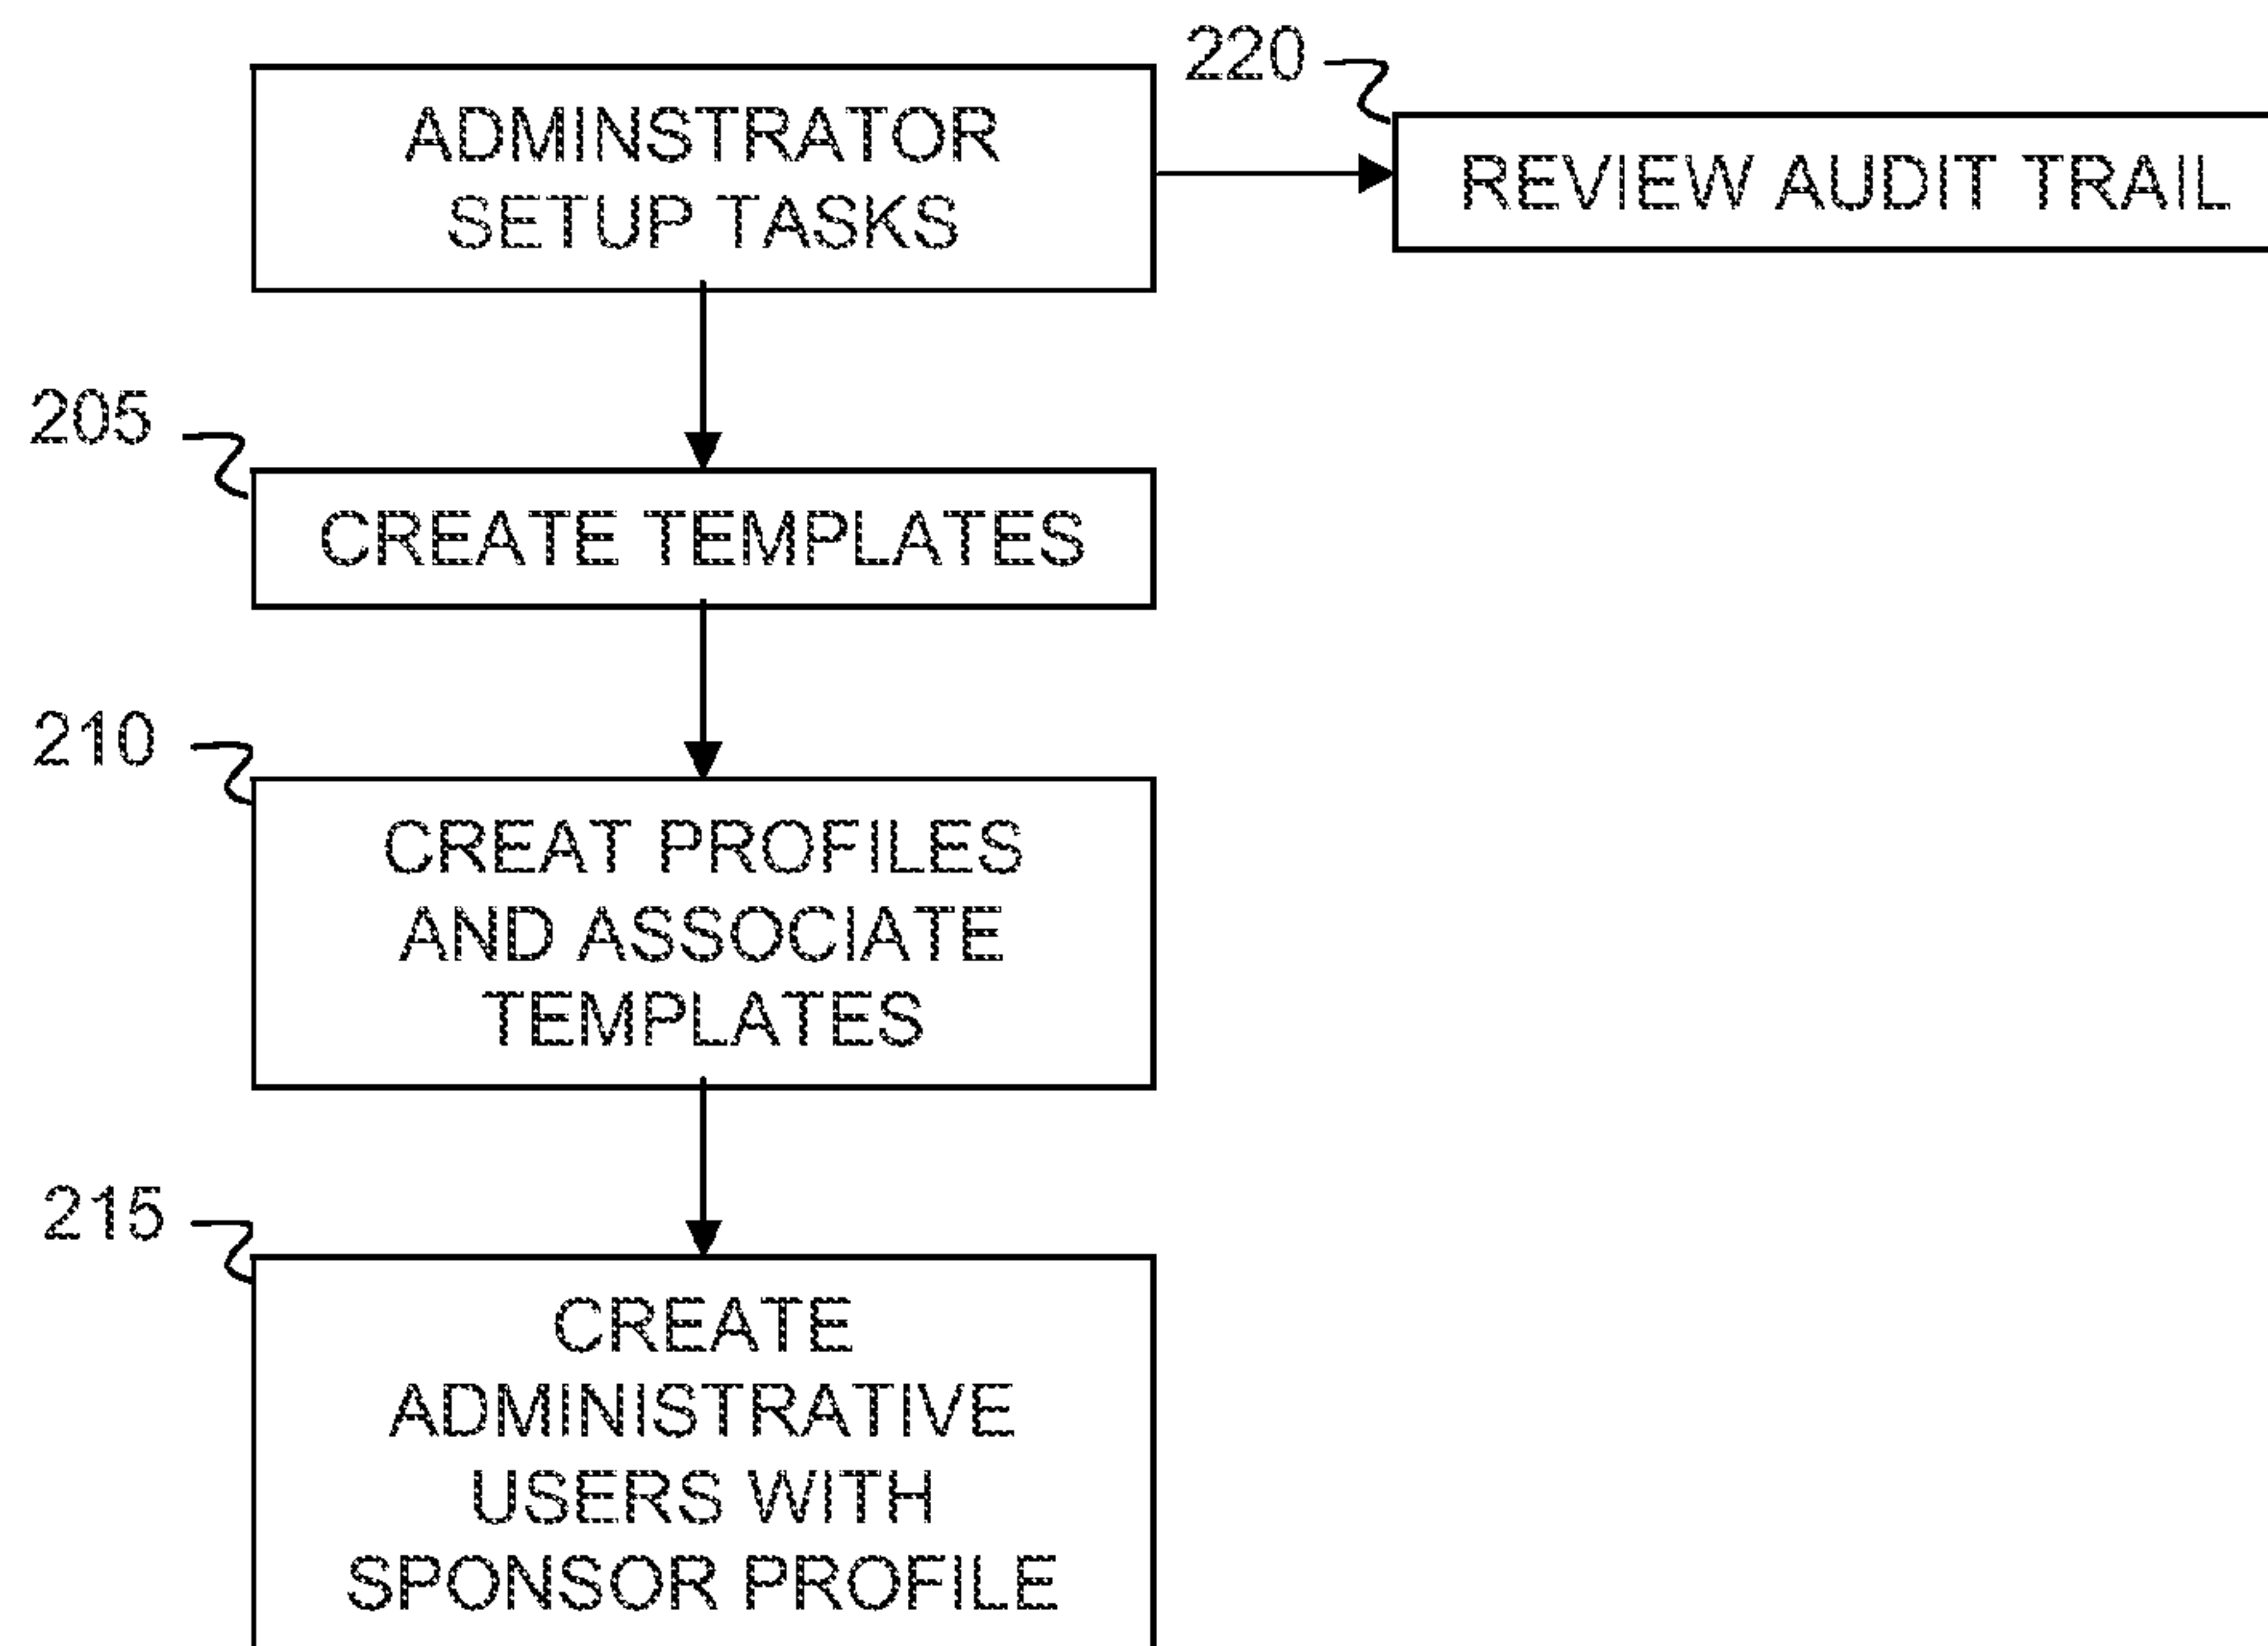 220
ADMINSTRATOR
SETUP TASKS
REVIEW AUDIT TRAIL
205
CREATE TEMPLATES
210
CREAT PROFILES
AND ASSOCIATE
TEMPLATES
215
CREATE
ADMINISTRATIVE
USERS WITH
SPONSOR PROFILE